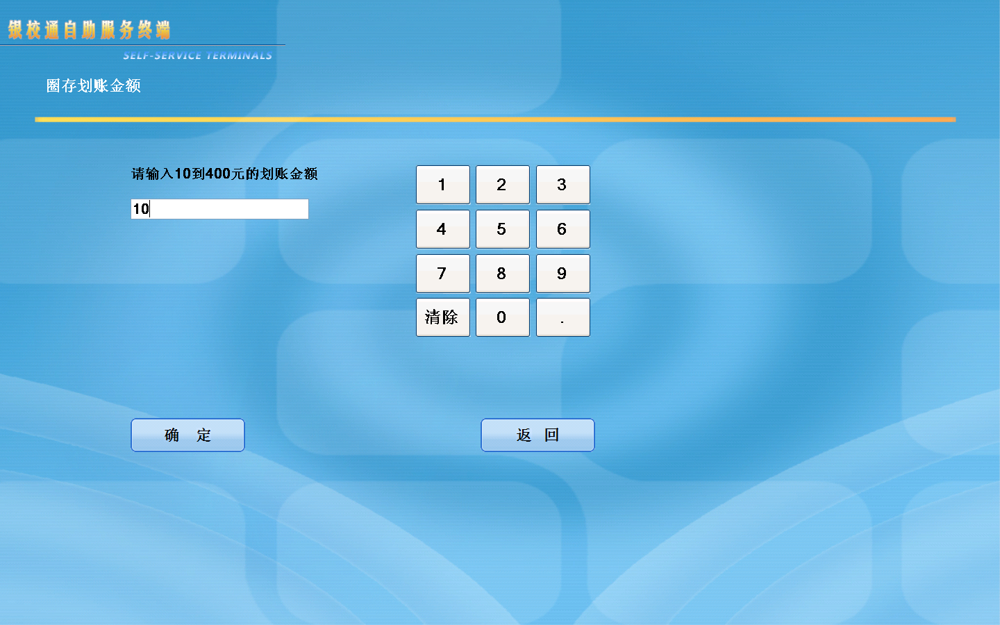 银校通自助服务终端
SELF-SERVICE TERMINALS
圈存划账金额
请输入10到400元的划账金额
10
1 2 3
4 5 6
7 8 9
清除 0 .
确 定 返 回